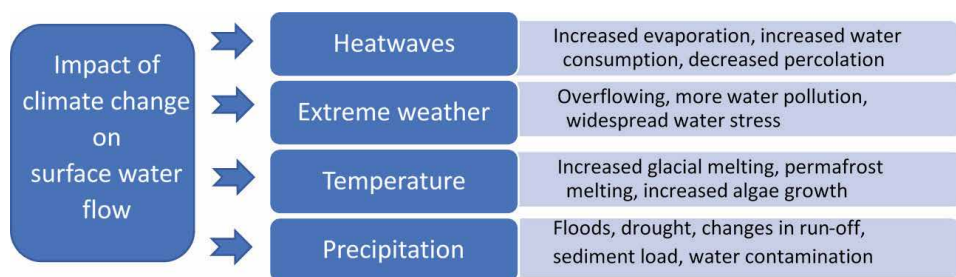 Impact of
climate change
on
surface water
flow
Heatwaves
Increased evaporation, increased water
consumption, decreased percolation
Extreme weather
Overflowing, more water pollution,
widespread water stress
Temperature
Increased glacial melting, permafrost
melting, increased algae growth
Precipitation
Floods, drought, changes in run-off,
sediment load, water contamination